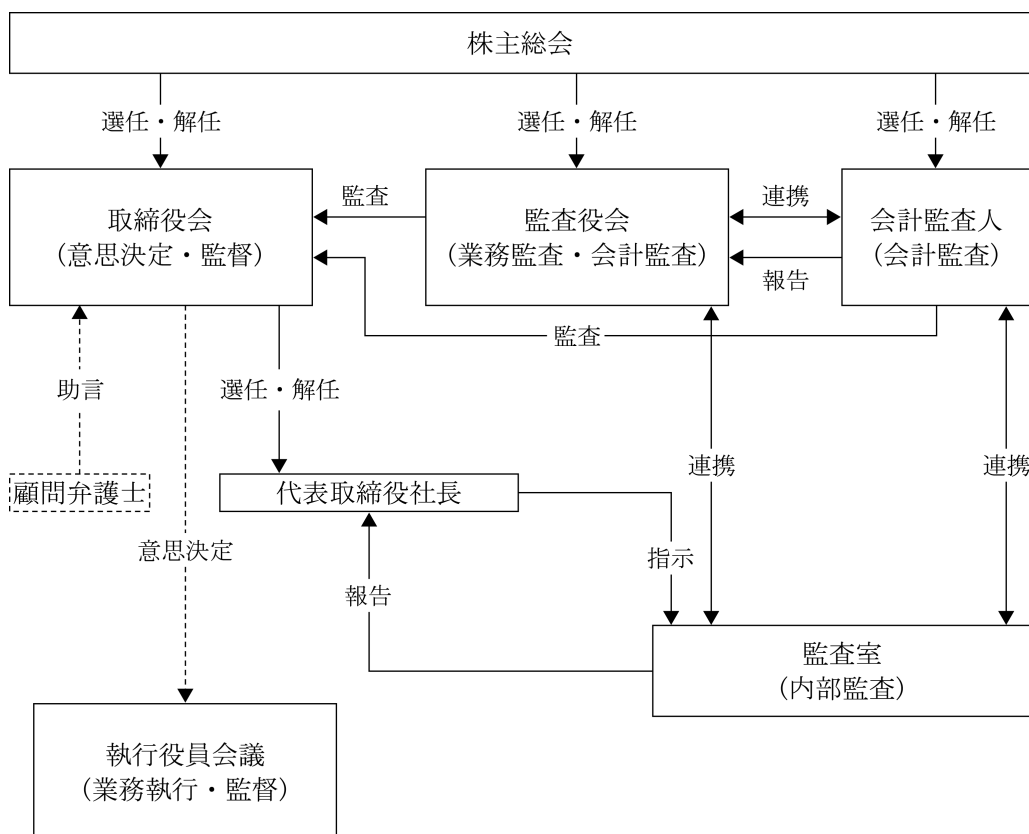 株主総会
選任・解任
選任・解任
選任・解任
取締役会
(意思決定・監督)
監査
監査役会
(業務監査・会計監査)
連携
報告
会計監査人
(会計監査)
監査
助言
選任・解任
顧問弁護士
代表取締役社長
連携
連携
意思決定
報告
指示
監査室
(内部監査)
執行役員会議
(業務執行・監督)